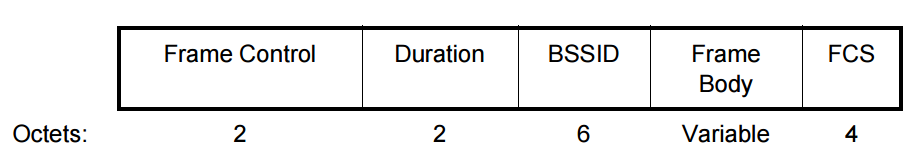 Frame Control Duration BSSID Frame Body FCS
Octets: 2 2 6 Variable 4